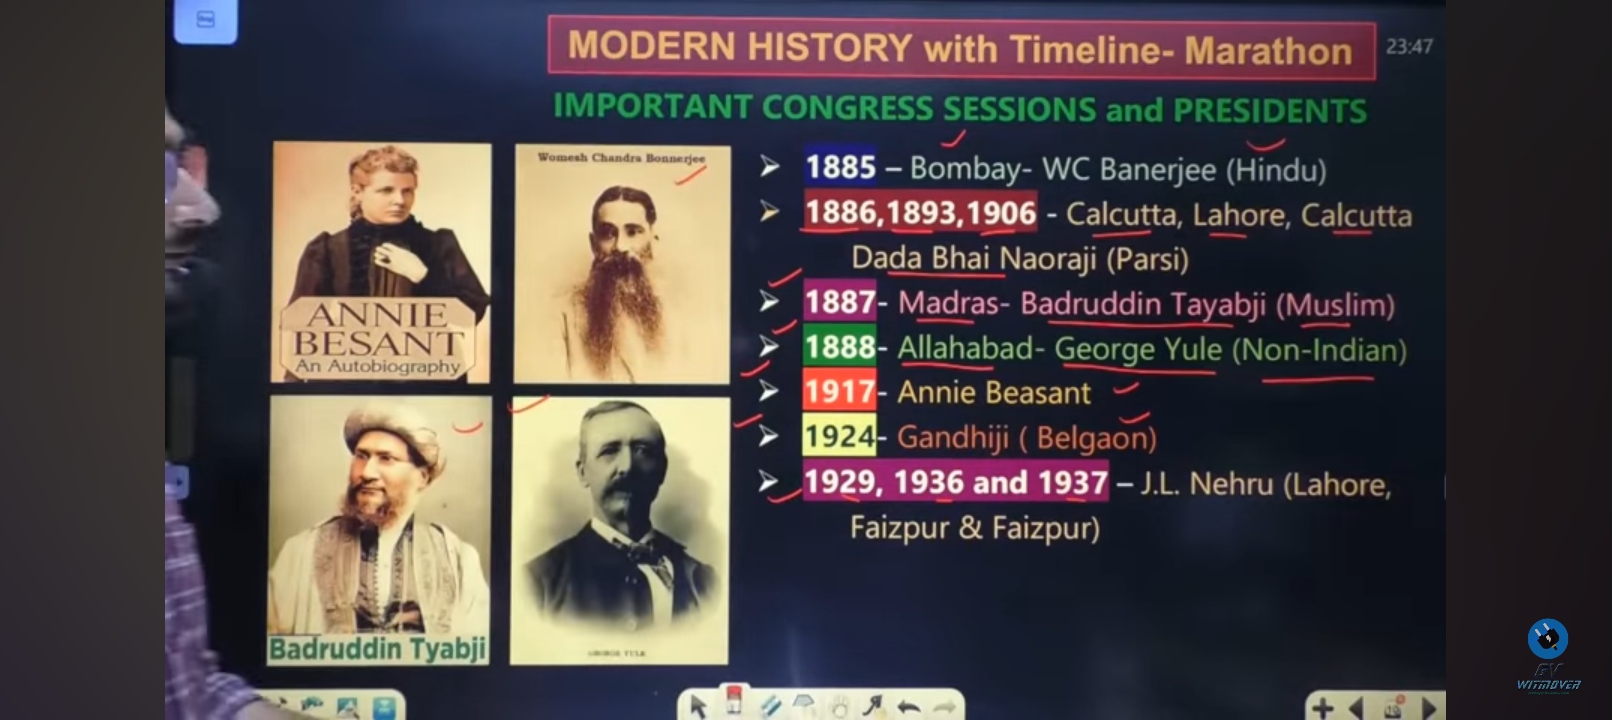 MODERN HISTORY with Timeline- Marathon
23:47
IMPORTANT CONGRESS SESSIONS and PRESIDENTS
ANNIE
BESANT
An Autobiography
Womesh Chandra Bonnerjee
Badruddin Tyabji
GEORGE YULE
1885 – Bombay- WC Banerjee (Hindu)
1886,1893,1906 - Calcutta, Lahore, Calcutta
Dada Bhai Naoraji (Parsi)
1887- Madras- Badruddin Tayabji (Muslim)
1888- Allahabad- George Yule (Non-Indian)
1917- Annie Beasant
1924- Gandhiji ( Belgaon)
1929, 1936 and 1937 – J.L. Nehru (Lahore,
Faizpur & Faizpur)
GY
WITMOVER